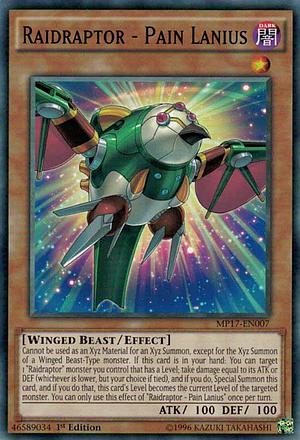 RAIDRAPTOR - PAIN LANIUS
DARK
闇
MP17-EN007
[WINGED BEAST/EFFECT]
Cannot be used as an Xyz Material for an Xyz Summon, except for the Xyz Summon
of a Winged Beast-Type monster. If this card is in your hand: You can target
1 "Raidraptor" monster you control that has a Level; take damage equal to its ATK or
DEF (whichever is lower, but your choice if tied), and if you do, Special Summon this
card, and if you do that, this card's Level becomes the current Level of the targeted
monster. You can only use this effect of "Raidraptor - Pain Lanius" once per turn.
ATK/ 100 DEF/ 100
46589034 1st Edition ©1996 KAZUKI TAKAHASHI